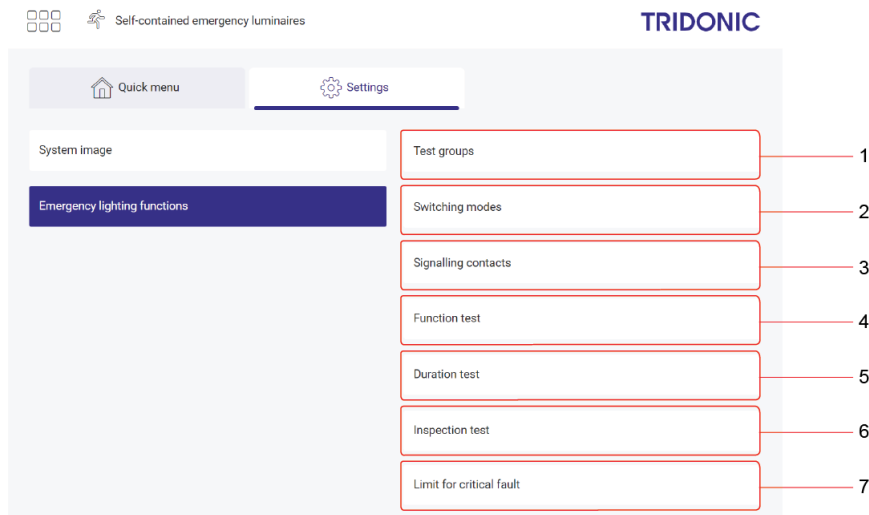 Self-contained emergency luminaires
TRIDONIC
Quick menu
Settings
System image
Emergency lighting functions
Test groups
1
Switching modes
2
Signalling contacts
3
Function test
4
Duration test
5
Inspection test
6
Limit for critical fault
7